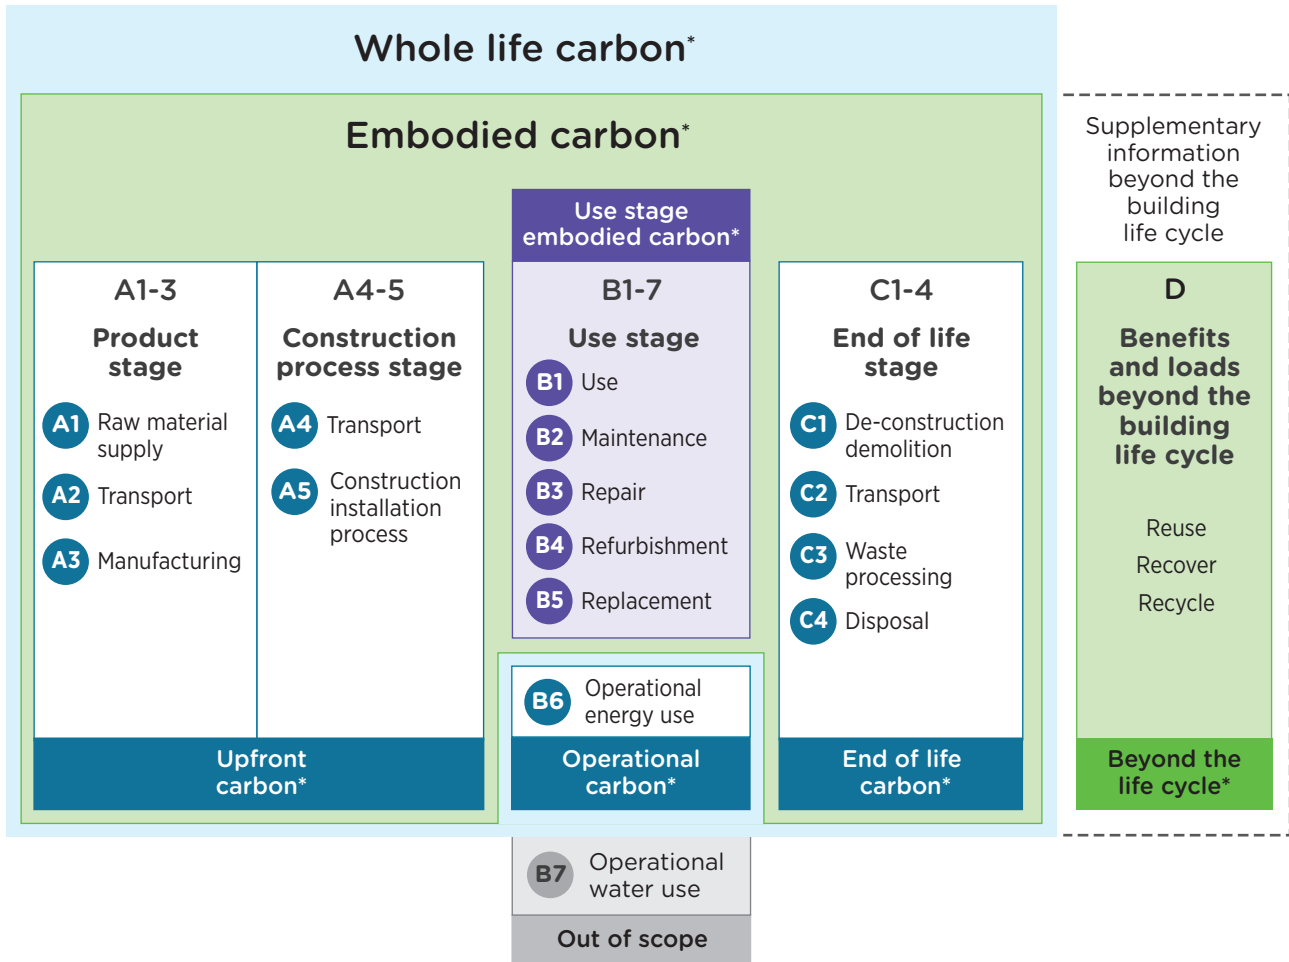 Whole life carbon*
Embodied carbon*
Supplementary
information
beyond the
building
life cycle
Use stage
embodied carbon*
A1-3
Product
stage
A1 Raw material
supply
A2 Transport
A3 Manufacturing
A4-5
Construction
process stage
A4 Transport
A5 Construction
installation
process
Upfront
carbon*
B1-7
Use stage
B1 Use
B2 Maintenance
B3 Repair
B4 Refurbishment
B5 Replacement
B6 Operational
energy use
Operational
carbon*
B7 Operational
water use
Out of scope
C1-4
End of life
stage
C1 De-construction
demolition
C2 Transport
C3 Waste
processing
C4 Disposal
End of life
carbon*
D
Benefits
and loads
beyond the
building
life cycle
Reuse
Recover
Recycle
Beyond the
life cycle*